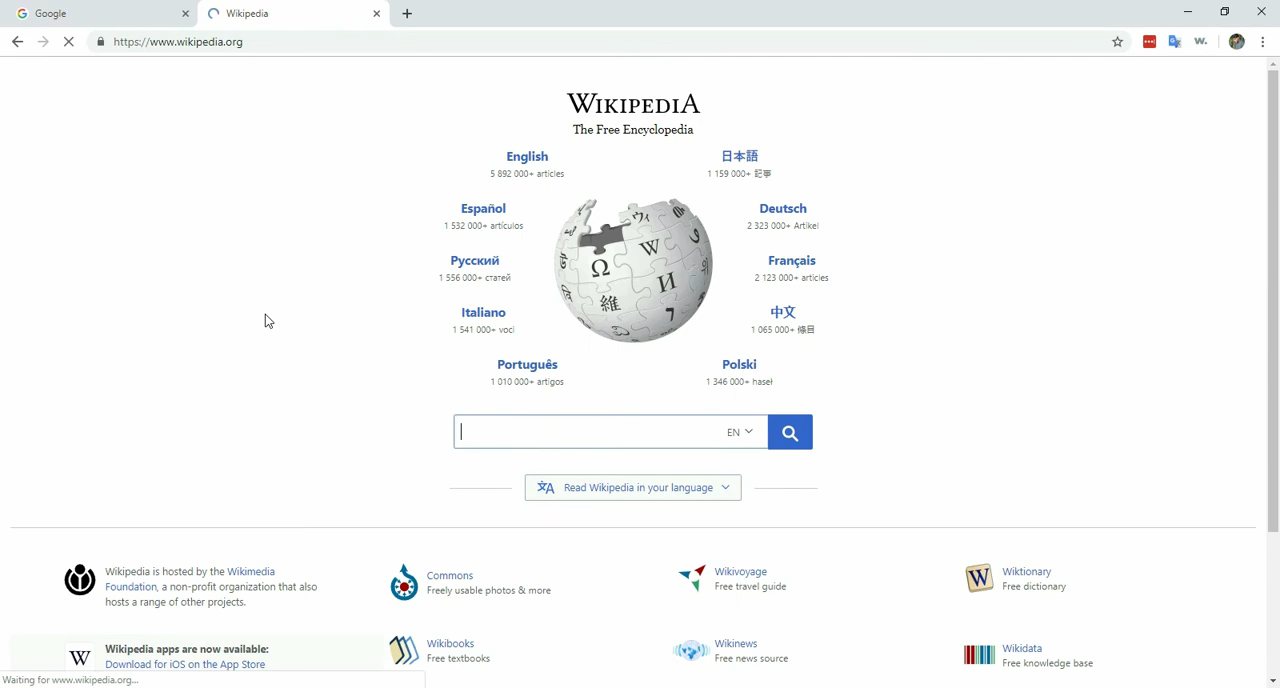 Google
Wikipedia
https://www.wikipedia.org
w.
WIKIPEDIA
The Free Encyclopedia
English
5 892 000+ articles
日本語
1 159 000+ 記事
Español
1 532 000+ artículos
Deutsch
2 323 000+ Artikel
Русский
1 556 000+ статей
Français
2 123 000+ articles
Italiano
1 541 000+ voci
中文
1 065 000+ 條目
Português
1 010 000+ artigos
Polski
1 346 000+ haseł
EN
Read Wikipedia in your language
Wikipedia is hosted by the Wikimedia
Foundation, a non-profit organization that also
hosts a range of other projects.
Commons
Freely usable photos & more
Wikivoyage
Free travel guide
Wiktionary
Free dictionary
Wikipedia apps are now available:
Download for iOS on the App Store
Wikibooks
Free textbooks
Wikinews
Free news source
Wikidata
Free knowledge base
Waiting for www.wikipedia.org...